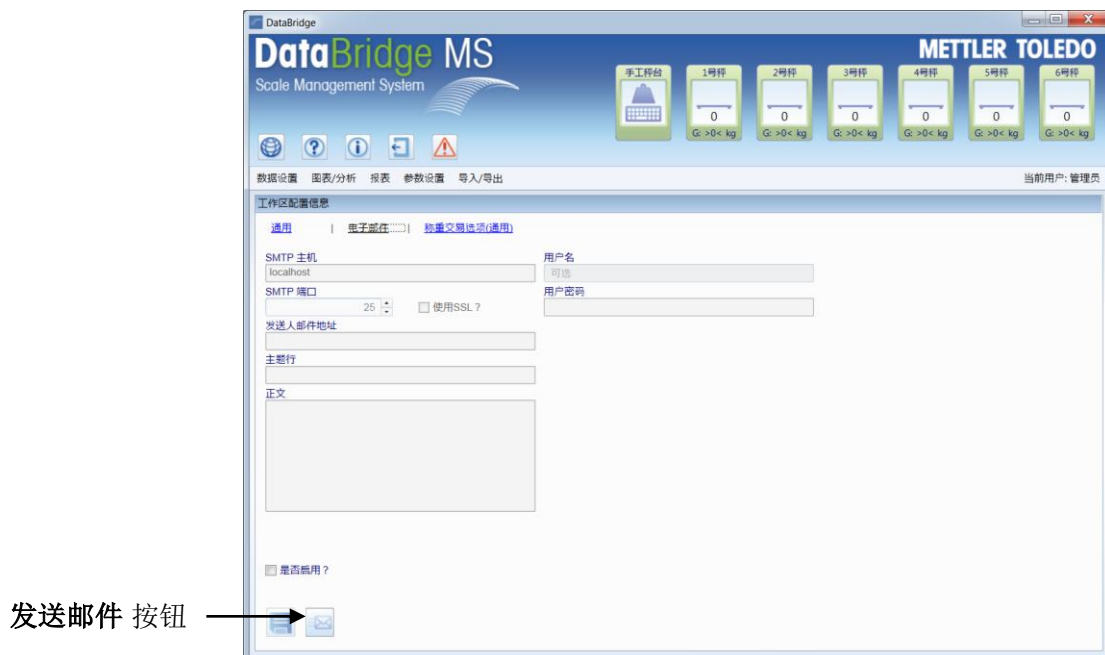 DataBridge
DataBridge MS
METTLER TOLEDO
Scale Management System
手工秤台 1号秤 2号秤 3号秤 4号秤 5号秤 6号秤
0 0 0 0 0 0
G: >0< kg G: >0< kg G: >0< kg G: >0< kg G: >0< kg G: >0< kg
数据设置 图表/分析 报表 参数设置 导入/导出 当前用户: 管理员
工作区配置信息
通用 | 电子邮件 | 称重交易选项(通用)
SMTP 主机 用户名
localhost 可选
SMTP 端口 用户密码
25 使用SSL？
发送人邮件地址
主题行
正文
是否启用？
发送邮件 按钮